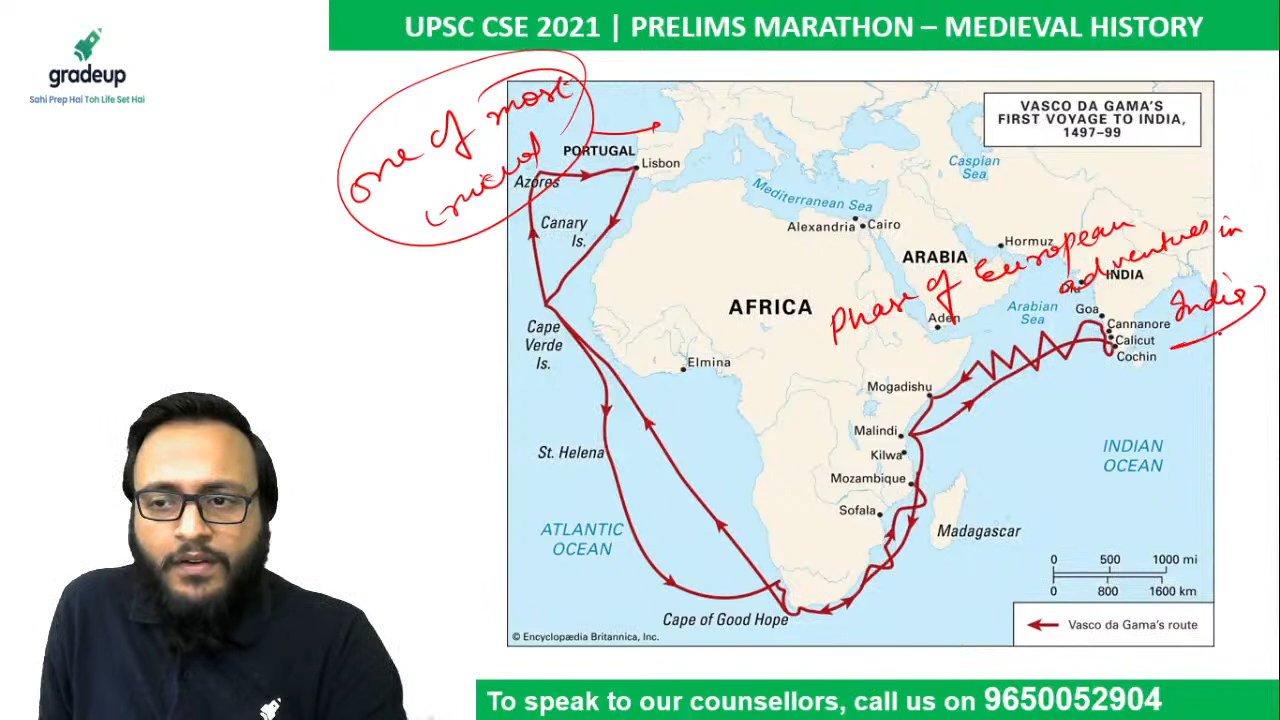 UPSC CSE 2021 | PRELIMS MARATHON – MEDIEVAL HISTORY
gradeup
Sahi Prep Hai Toh Life Set Hai
one of most
crucial
VASCO DA GAMA'S
FIRST VOYAGE TO INDIA,
1497–99
PORTUGAL
Lisbon
Azores
Canary
Is.
Mediterranean Sea
Caspian
Sea
Alexandria
Cairo
Hormuz
ARABIA
INDIA
Phase of European
adventures in
India
AFRICA
Aden
Arabian
Sea
Diu
Goa
Cannanore
Calicut
Cochin
Cape
Verde
Is.
Elmina
Mogadishu
Malindi
Kilwa
Mozambique
Sofala
Madagascar
St. Helena
ATLANTIC
OCEAN
INDIAN
OCEAN
Cape of Good Hope
0 500 1000 mi
0 800 1600 km
Vasco da Gama's route
© Encyclopædia Britannica, Inc.
To speak to our counsellors, call us on 9650052904